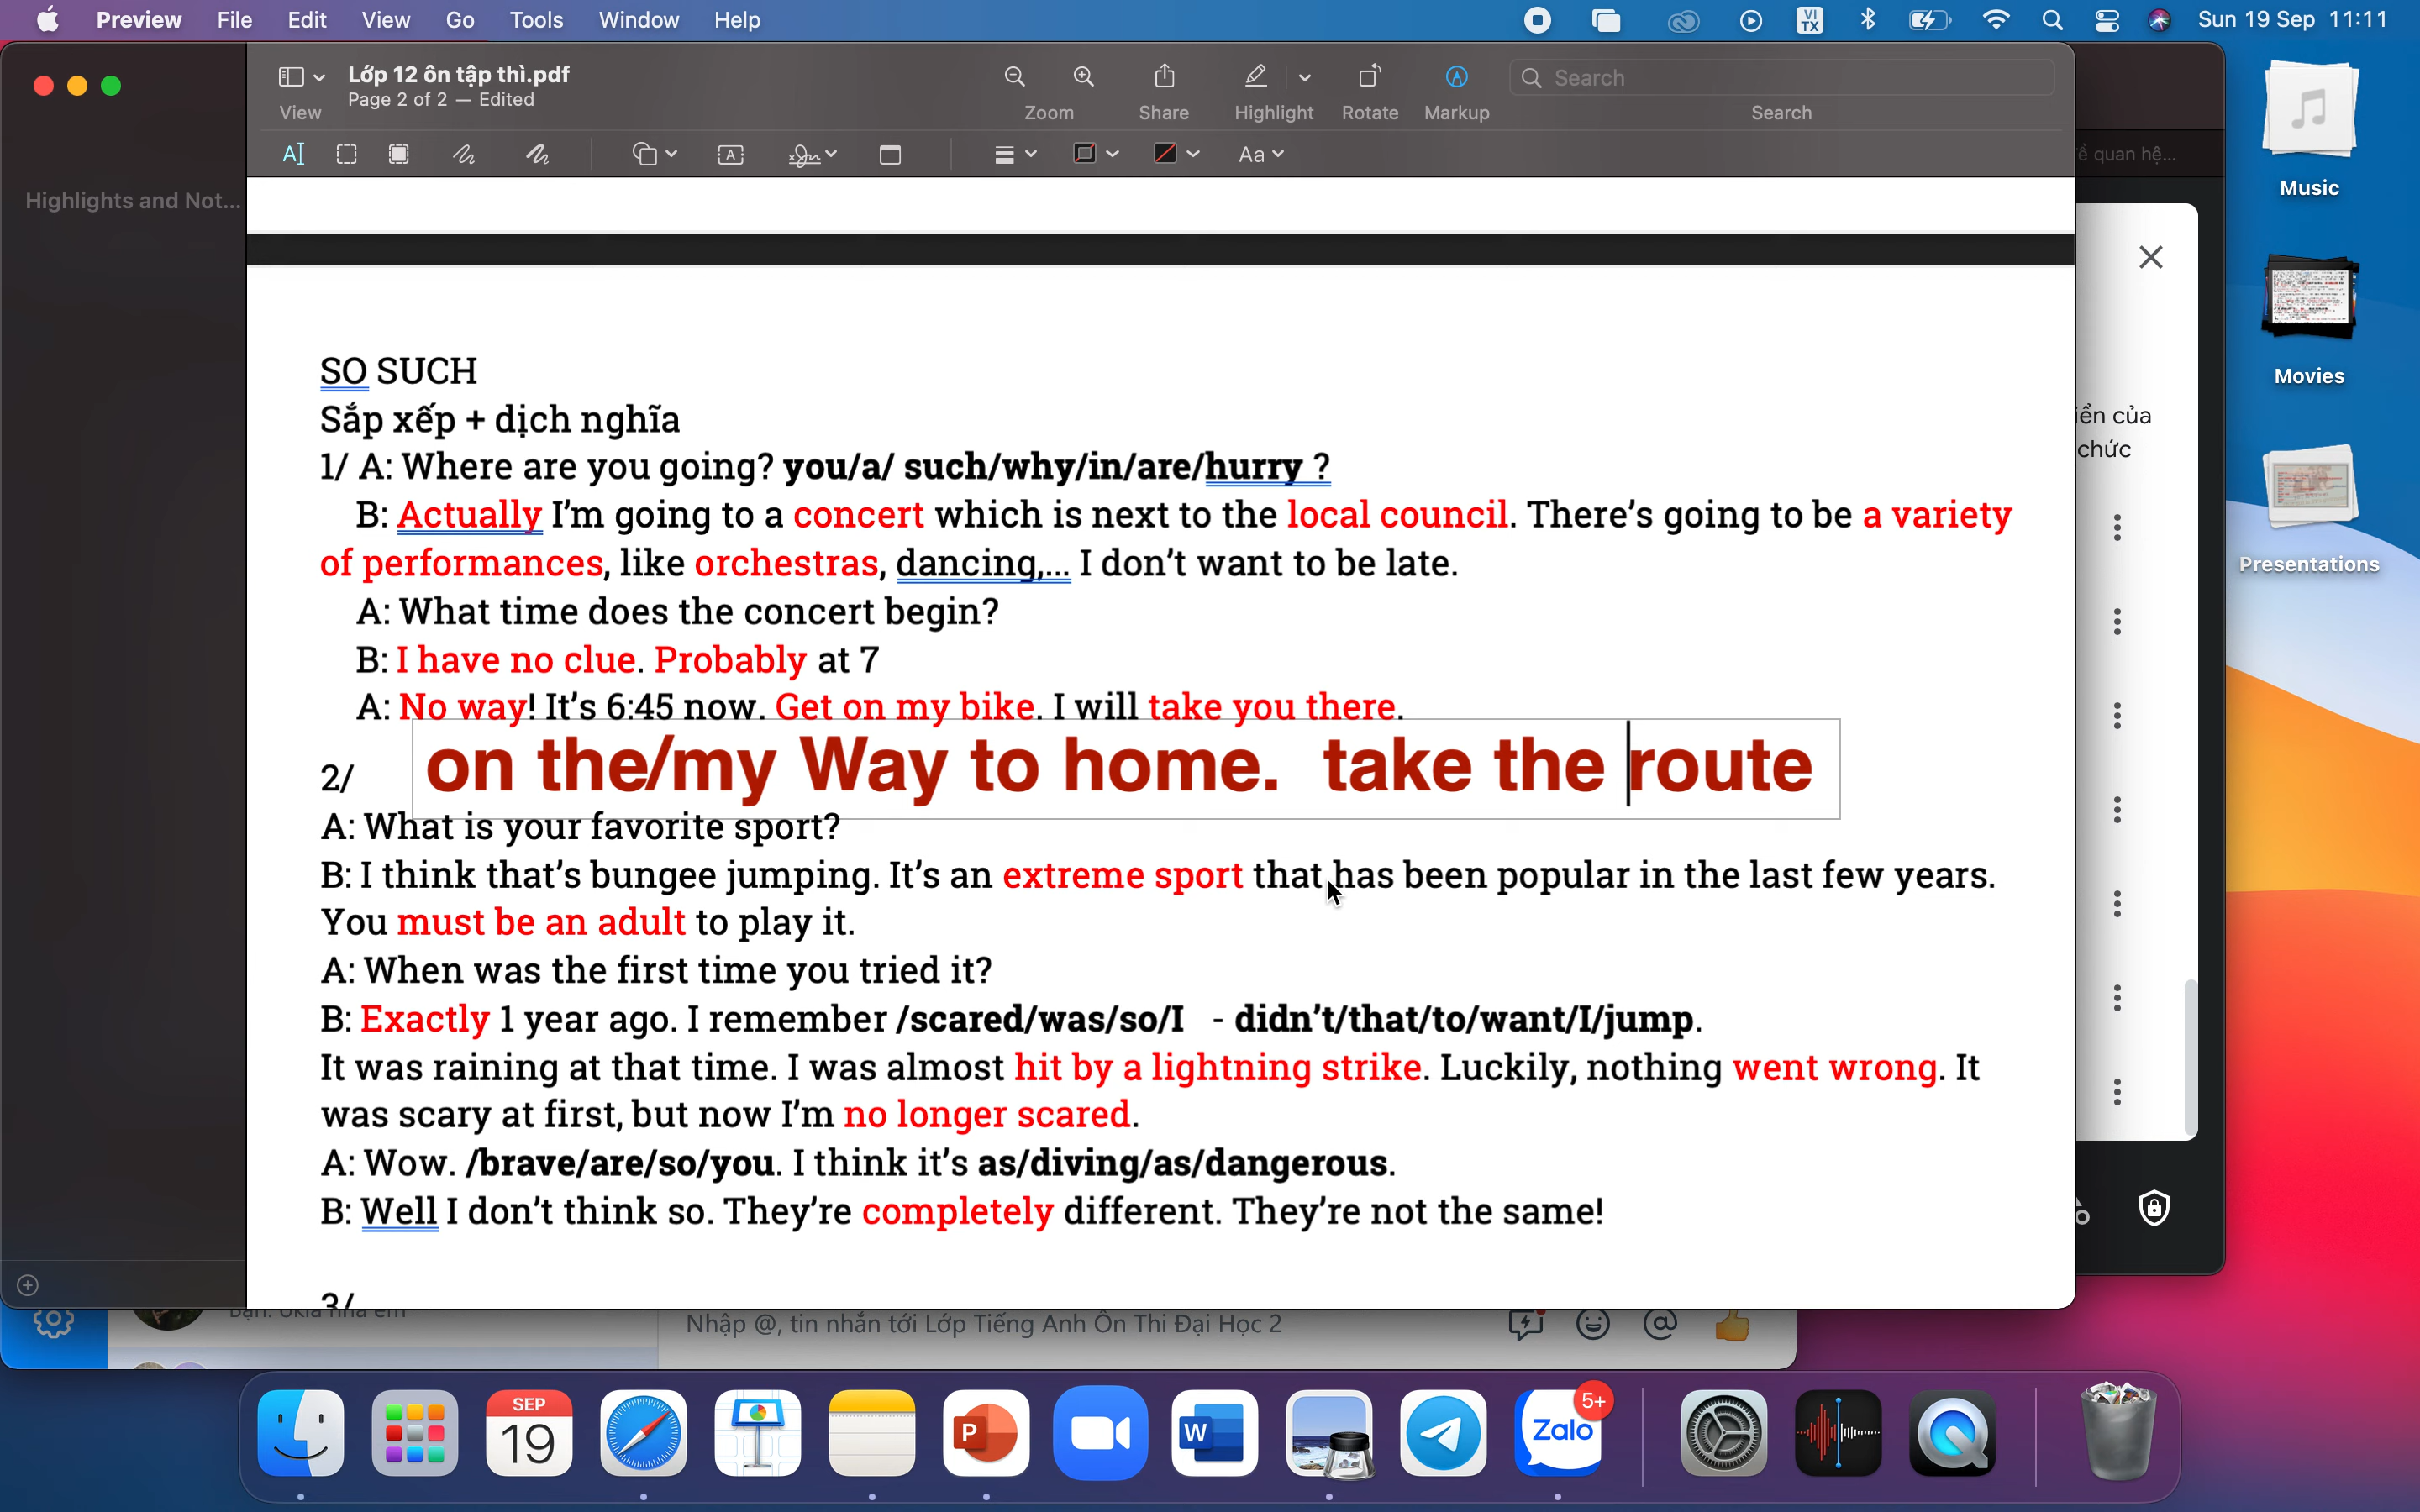 Preview File Edit View Go Tools Window Help VI TX Sun 19 Sep 11:11
Lớp 12 ôn tập thì.pdf
Page 2 of 2 — Edited
Search
View Zoom Share Highlight Rotate Markup Search
A A Aa
ề quan hệ...
Highlights and Not...
Music
Movies
Presentations
iển của
chức
SO SUCH
Sắp xếp + dịch nghĩa
1/ A: Where are you going? you/a/ such/why/in/are/hurry ?
B: Actually I'm going to a concert which is next to the local council. There's going to be a variety
of performances, like orchestras, dancing,... I don't want to be late.
A: What time does the concert begin?
B: I have no clue. Probably at 7
A: No way! It's 6:45 now. Get on my bike. I will take you there.
on the/my Way to home. take the route
2/
A: What is your favorite sport?
B: I think that's bungee jumping. It's an extreme sport that has been popular in the last few years.
You must be an adult to play it.
A: When was the first time you tried it?
B: Exactly 1 year ago. I remember /scared/was/so/I - didn't/that/to/want/I/jump.
It was raining at that time. I was almost hit by a lightning strike. Luckily, nothing went wrong. It
was scary at first, but now I'm no longer scared.
A: Wow. /brave/are/so/you. I think it's as/diving/as/dangerous.
B: Well I don't think so. They're completely different. They're not the same!
3/
Nhập @, tin nhắn tới Lớp Tiếng Anh Ôn Thi Đại Học 2
SEP
19
P
W
Zalo
5+